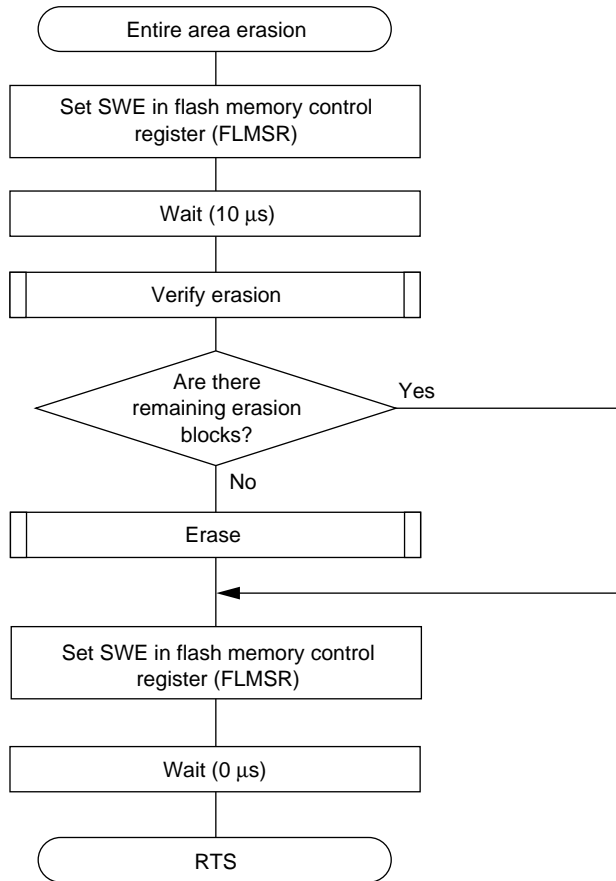 Entire area erasion
Set SWE in flash memory control
register (FLMSR)
Wait (10 μs)
Verify erasion
Are there
remaining erasion
blocks?
Yes
No
Erase
Set SWE in flash memory control
register (FLMSR)
Wait (0 μs)
RTS